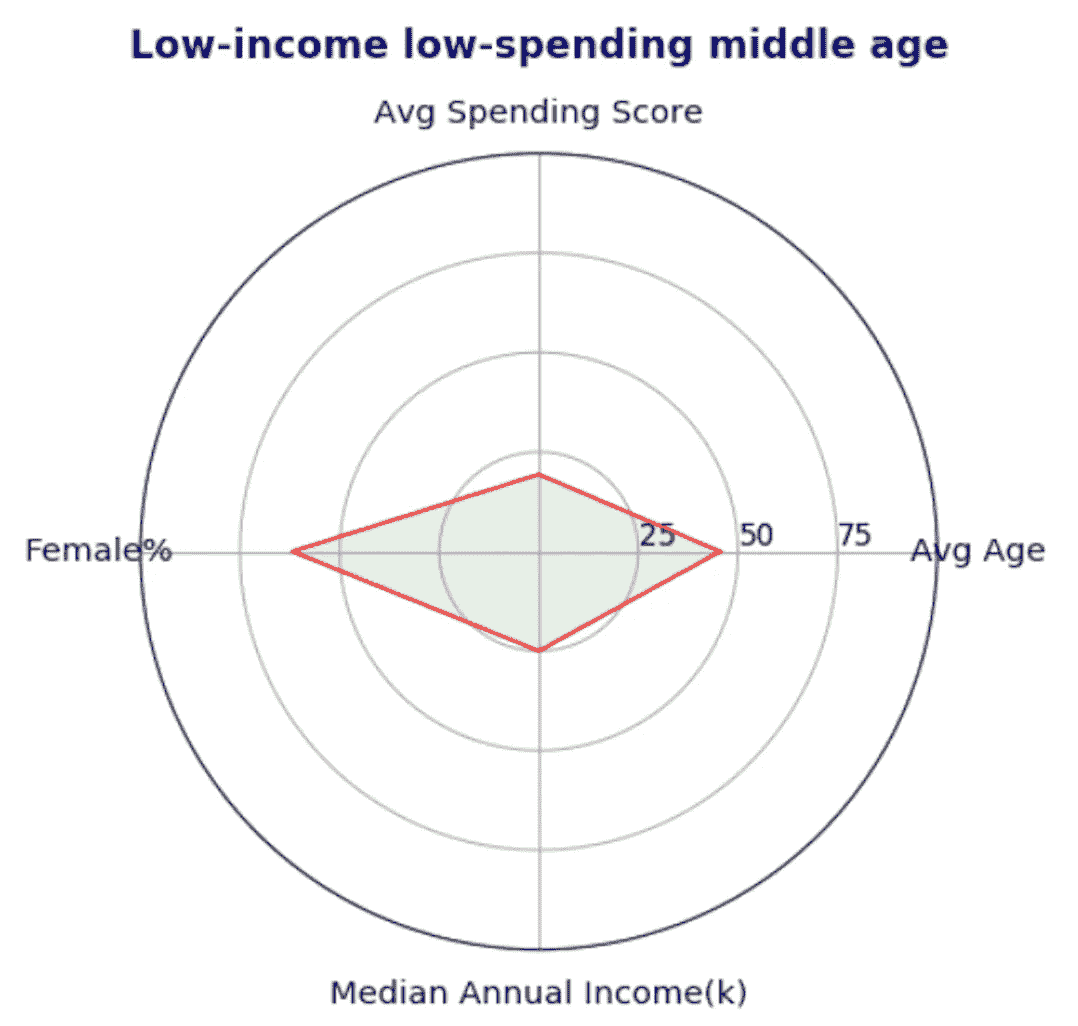 Low-income low-spending middle age
Avg Spending Score
25
50
75
Female%
Avg Age
Median Annual Income(k)